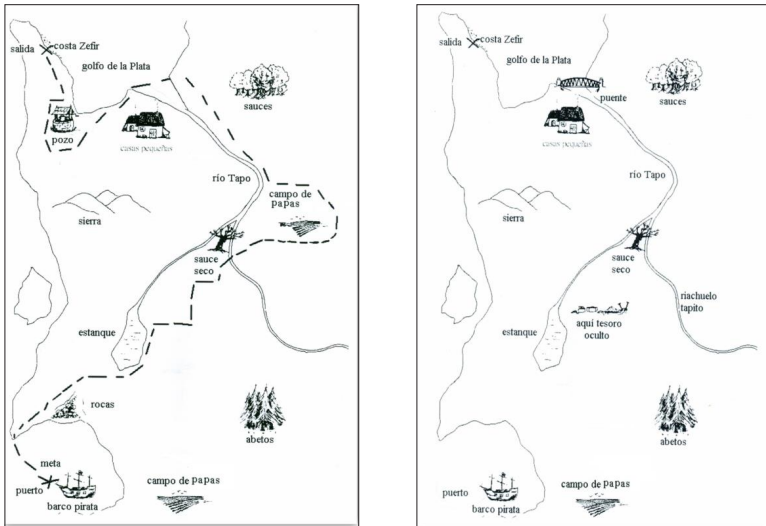 salida
costa Zefir
golfo de la Plata
sauces
pozo
casas pequeñas
río Tapo
campo de
papas
sierra
sauce
seco
estanque
rocas
abetos
meta
puerto
barco pirata
campo de papas
salida
costa Zefir
golfo de la Plata
puente
sauces
casas pequeñas
río Tapo
sierra
sauce
seco
riachuelo
tapito
estanque
aquí tesoro
oculto
abetos
puerto
barco pirata
campo de papas